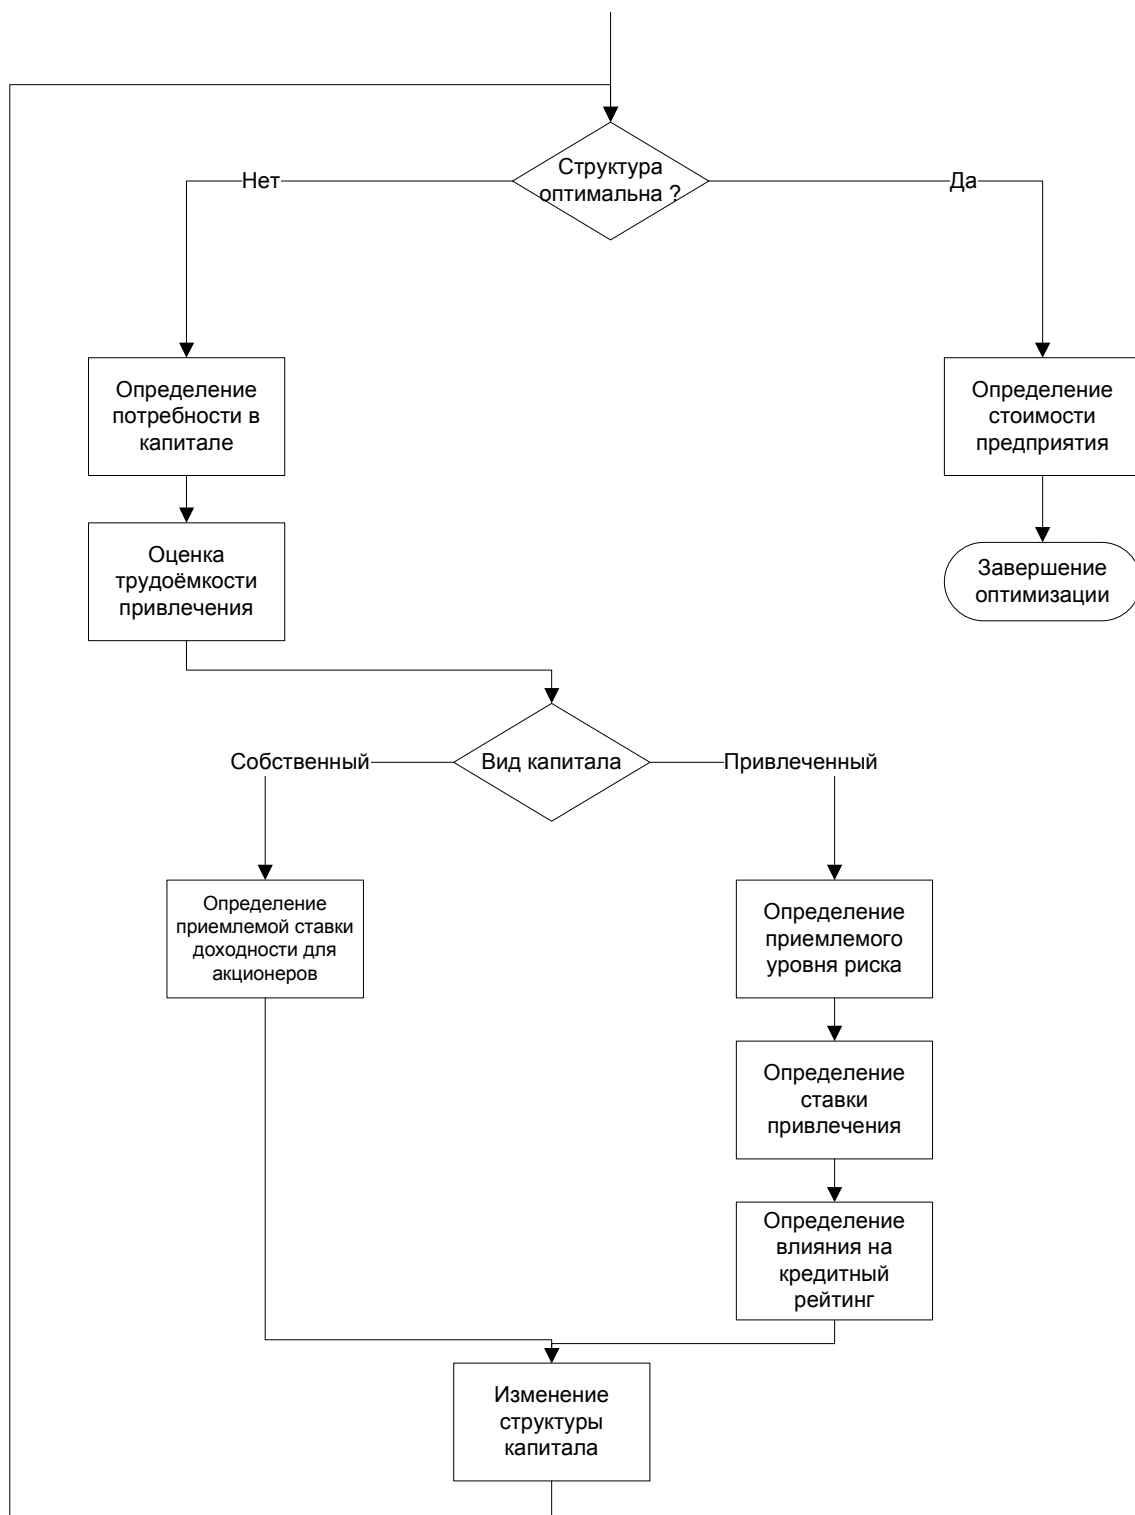 Структура
оптимальна ?
Нет
Да
Определение
потребности в
капитале
Определение
стоимости
предприятия
Оценка
трудоёмкости
привлечения
Завершение
оптимизации
Вид капитала
Собственный
Привлеченный
Определение
приемлемой ставки
доходности для
акционеров
Определение
приемлемого
уровня риска
Определение
ставки
привлечения
Определение
влияния на
кредитный
рейтинг
Изменение
структуры
капитала